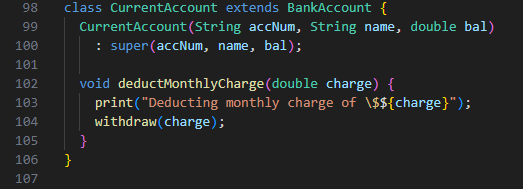 98 class CurrentAccount extends BankAccount {
99   CurrentAccount(String accNum, String name, double bal)
100     : super(accNum, name, bal);
101
102   void deductMonthlyCharge(double charge) {
103     print("Deducting monthly charge of \$${charge}");
104     withdraw(charge);
105   }
106 }
107